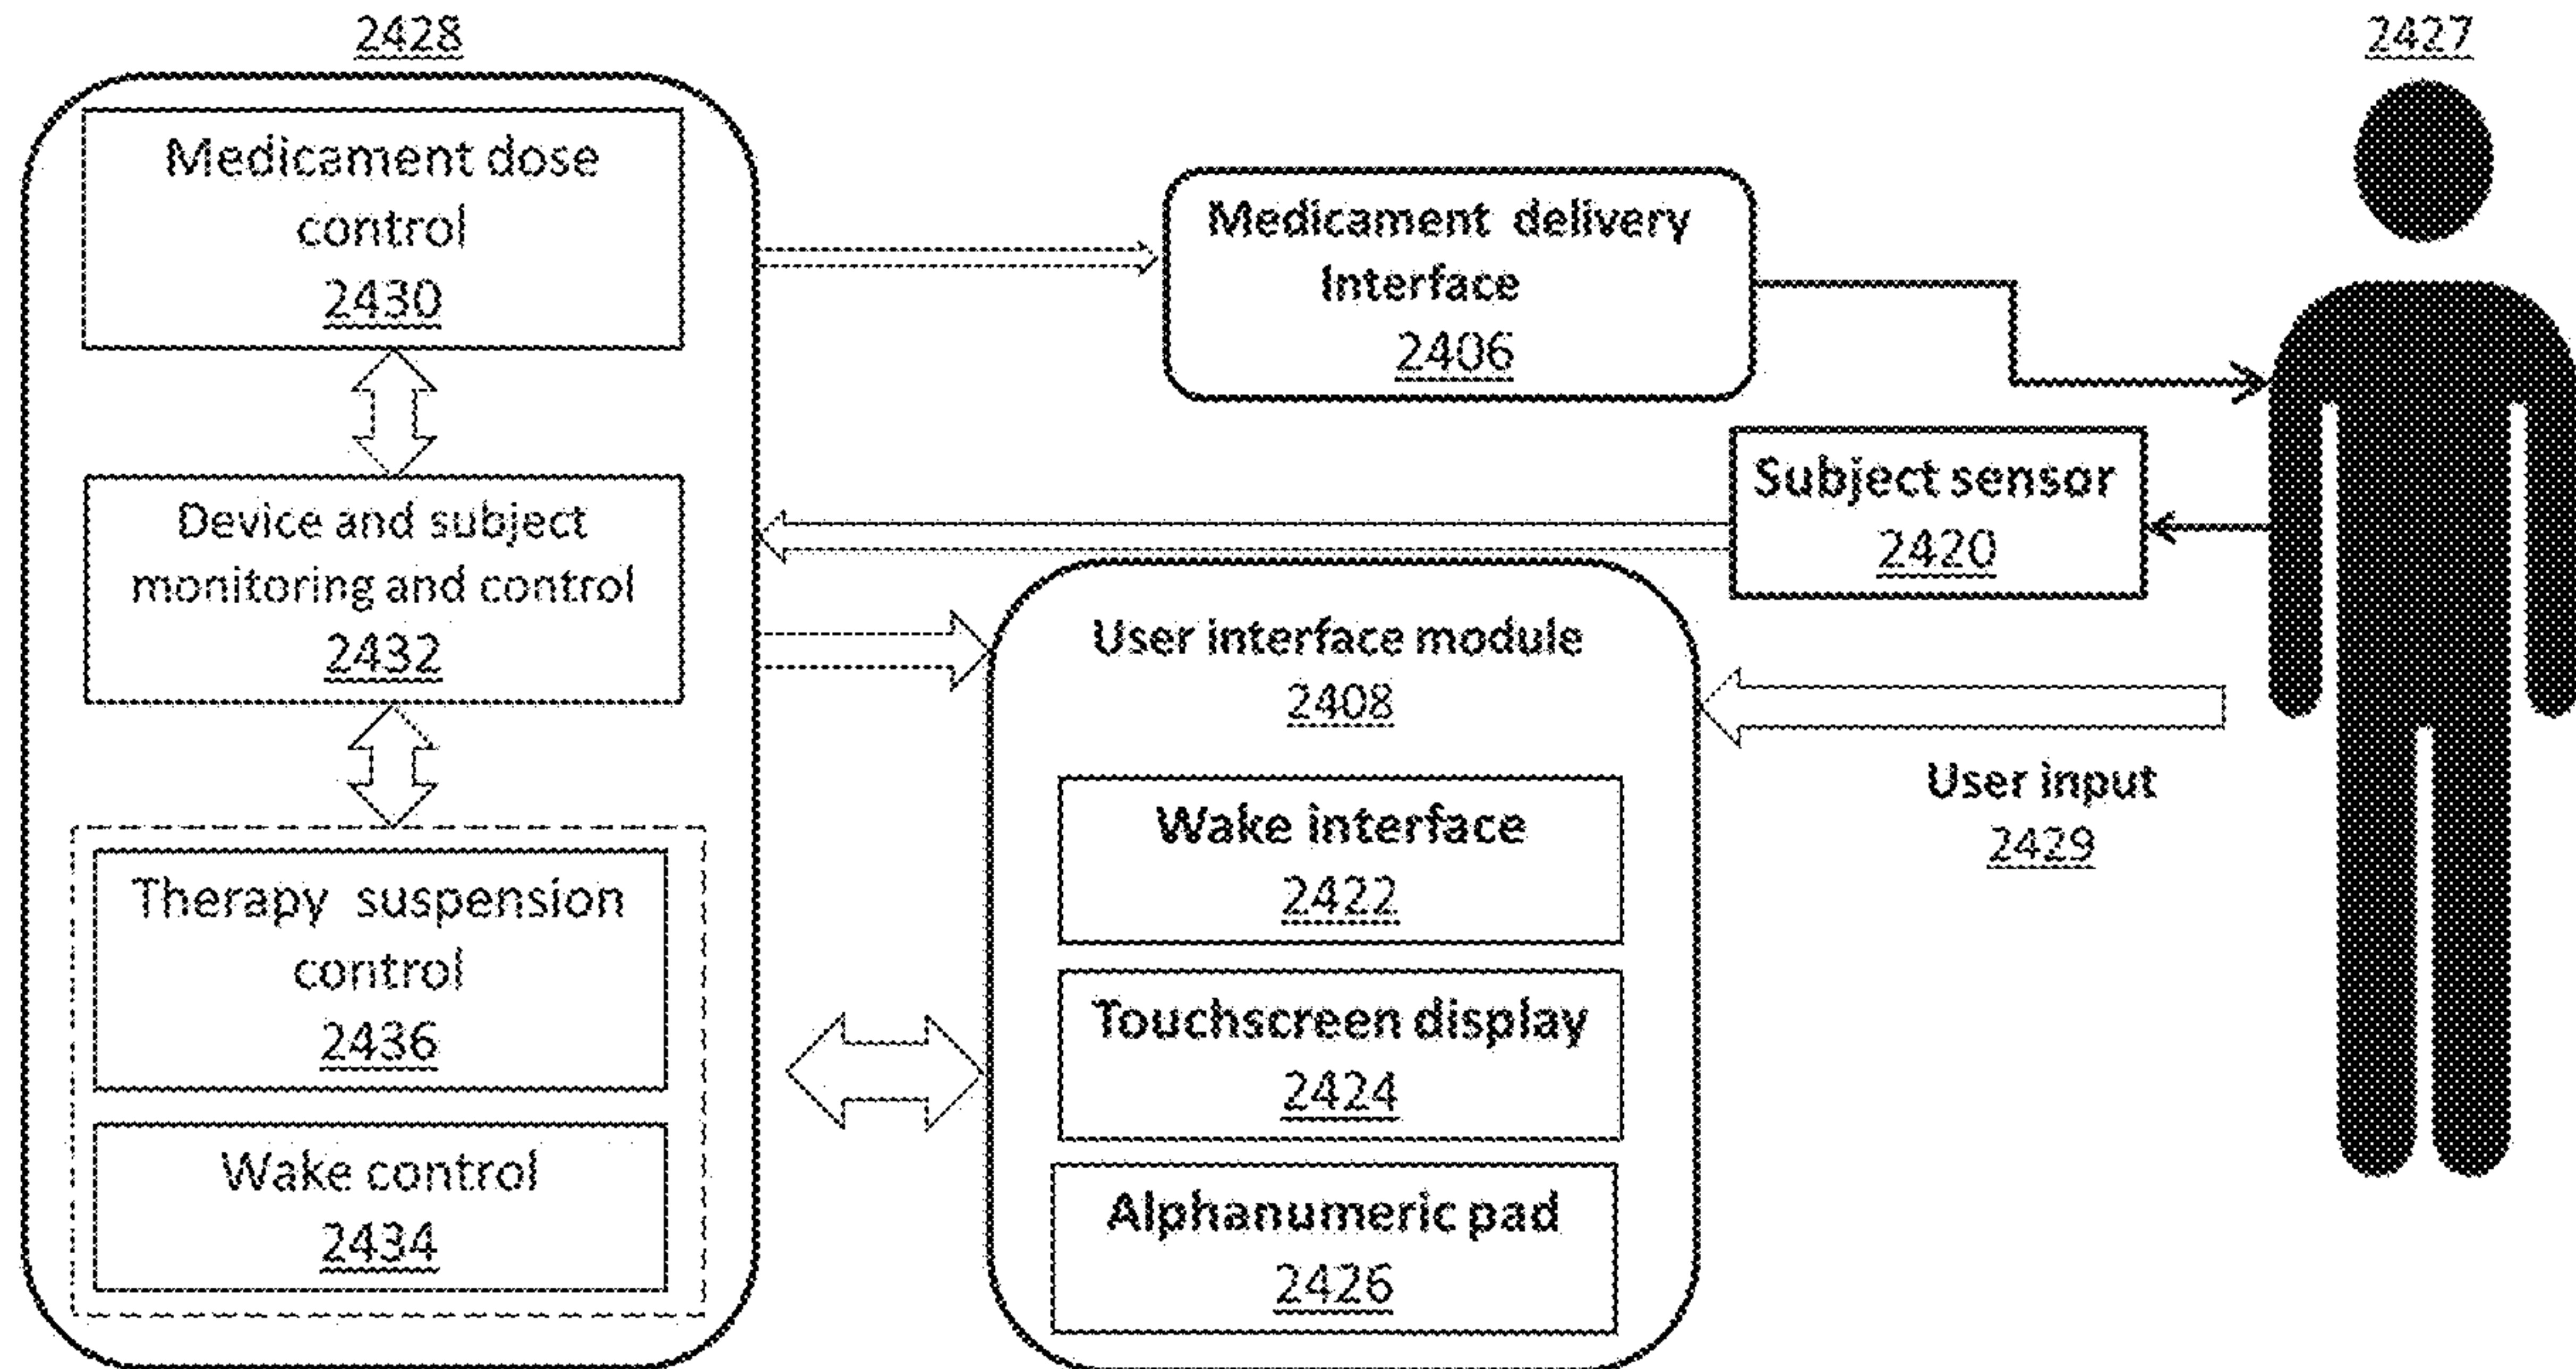 2428
Medicament dose
control
2430
Device and subject
monitoring and control
2432
Therapy suspension
control
2436
Wake control
2434
Medicament delivery
Interface
2406
Subject sensor
2420
User interface module
2408
Wake interface
2422
Touchscreen display
2424
Alphanumeric pad
2426
2427
User input
2429